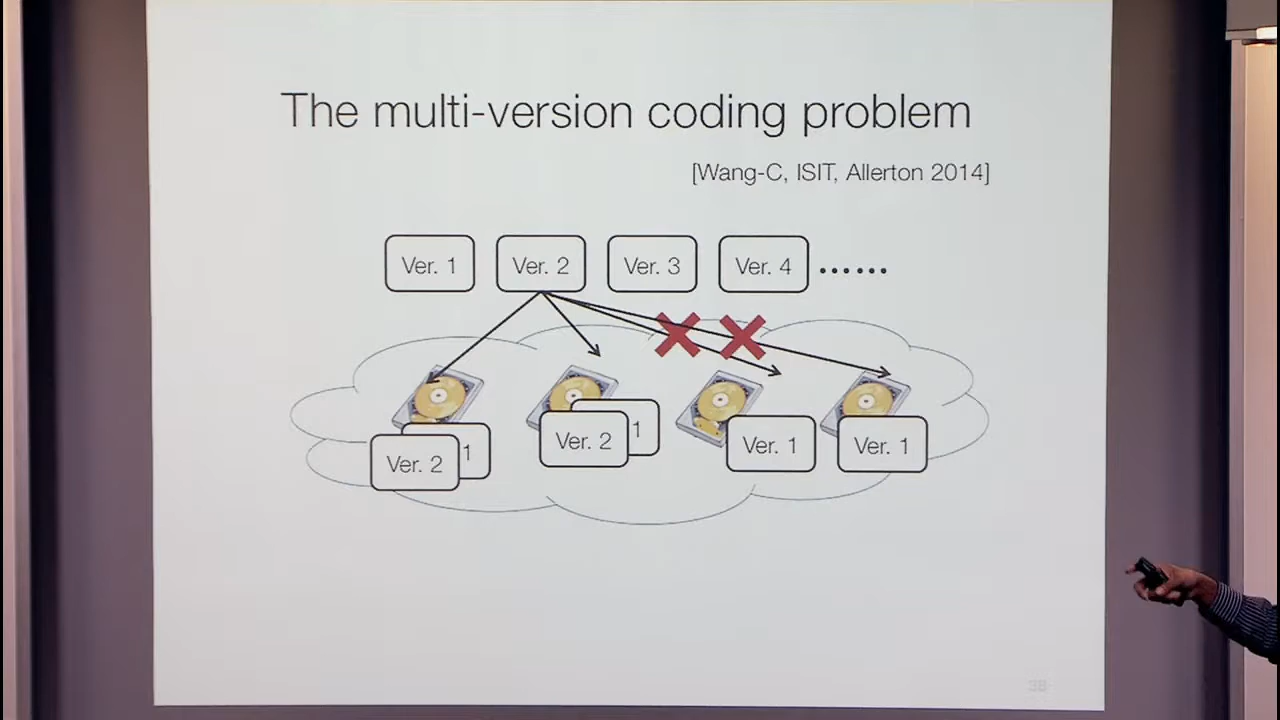 The multi-version coding problem
[Wang-C, ISIT, Allerton 2014]
Ver. 1 Ver. 2 Ver. 3 Ver. 4 ......
Ver. 2 1 Ver. 2 1 Ver. 1 Ver. 1
38